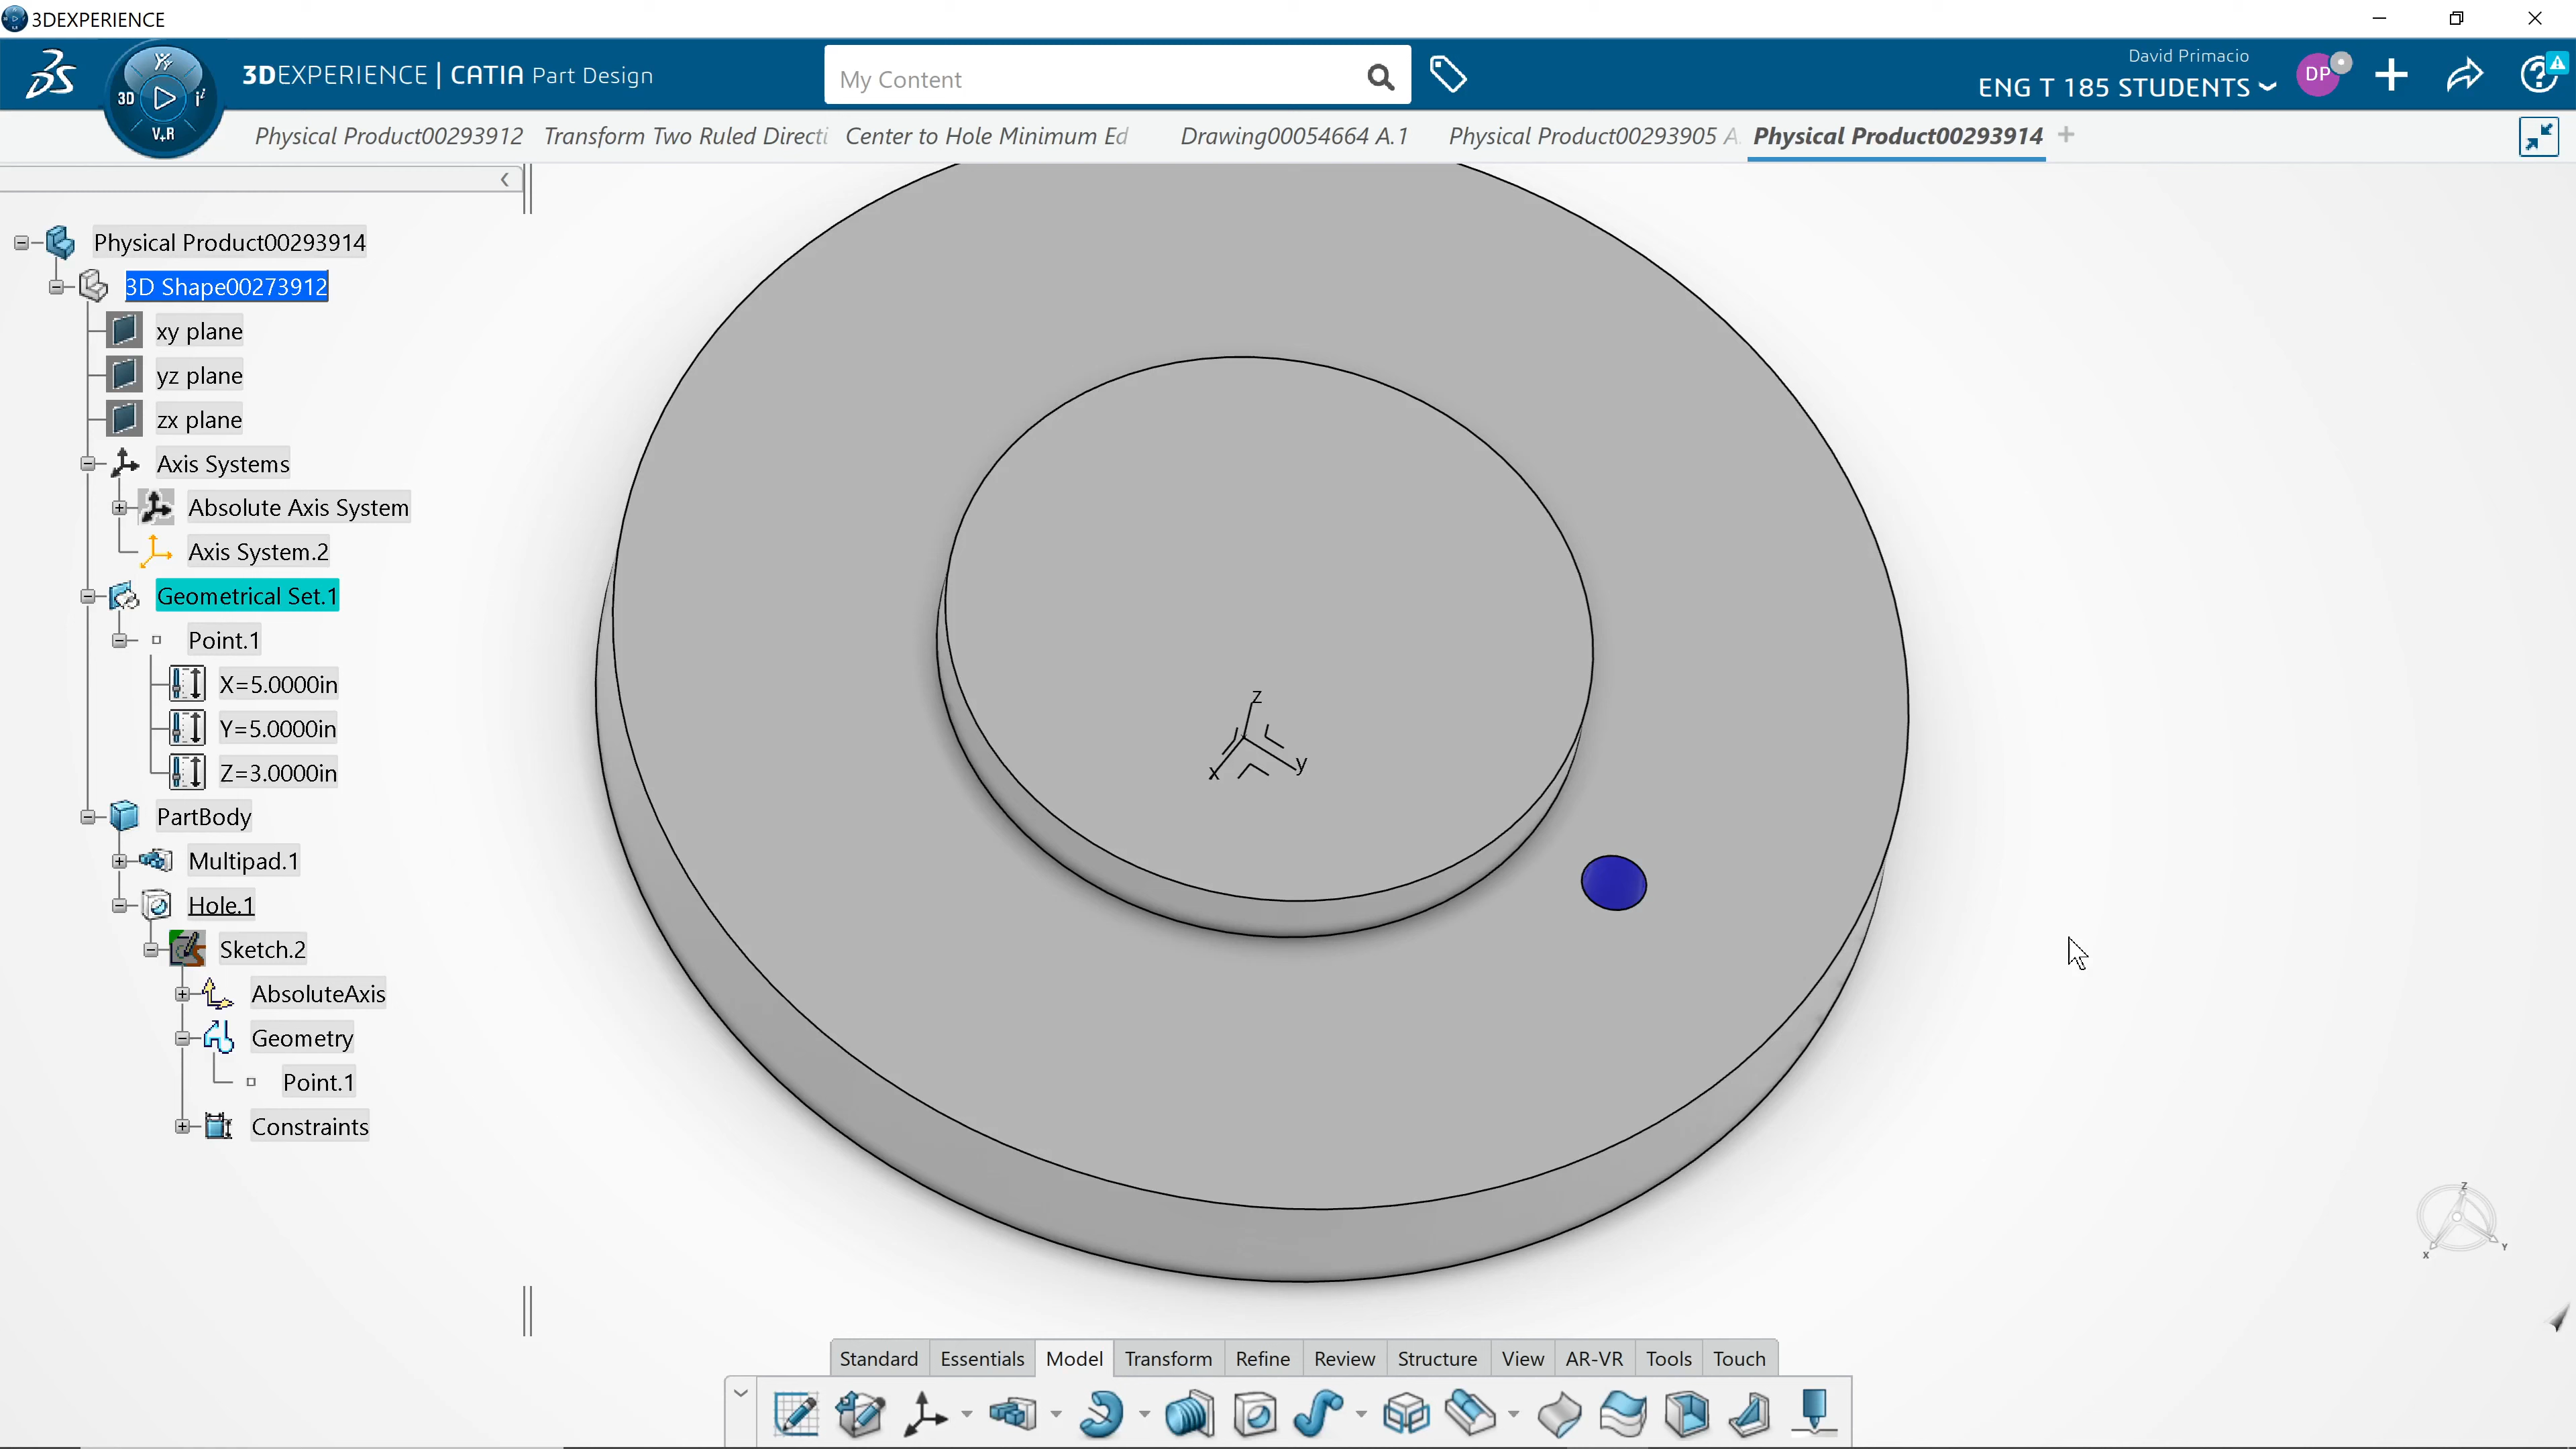 3DEXPERIENCE
3DEXPERIENCE | CATIA Part Design
My Content
David Primacio
ENG T 185 STUDENTS
DP
3D
V+R
Physical Product00293912
Transform Two Ruled Directi
Center to Hole Minimum Ed
Drawing00054664 A.1
Physical Product00293905 A
Physical Product00293914
Physical Product00293914
3D Shape00273912
xy plane
yz plane
zx plane
Axis Systems
Absolute Axis System
Axis System.2
Geometrical Set.1
Point.1
X=5.0000in
Y=5.0000in
Z=3.0000in
PartBody
Multipad.1
Hole.1
Sketch.2
AbsoluteAxis
Geometry
Point.1
Constraints
z
x
y
z
x
Y
Standard
Essentials
Model
Transform
Refine
Review
Structure
View
AR-VR
Tools
Touch